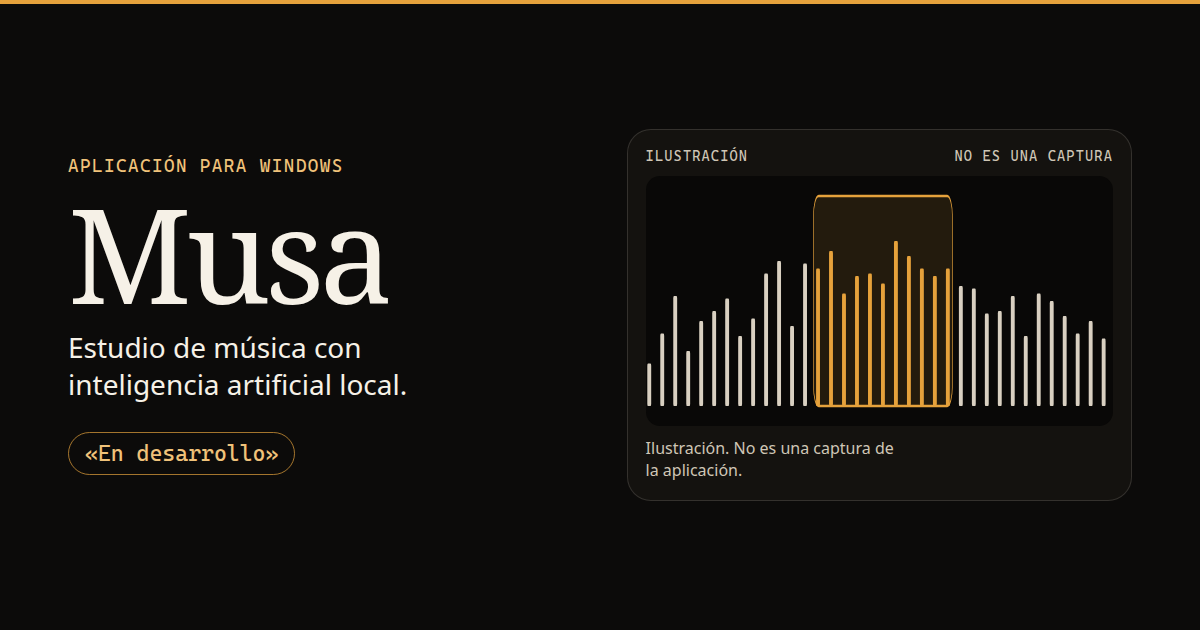 APLICACIÓN PARA WINDOWS
Musa
Estudio de música con
inteligencia artificial local.
«En desarrollo»
ILUSTRACIÓN
NO ES UNA CAPTURA
Ilustración. No es una captura de
la aplicación.